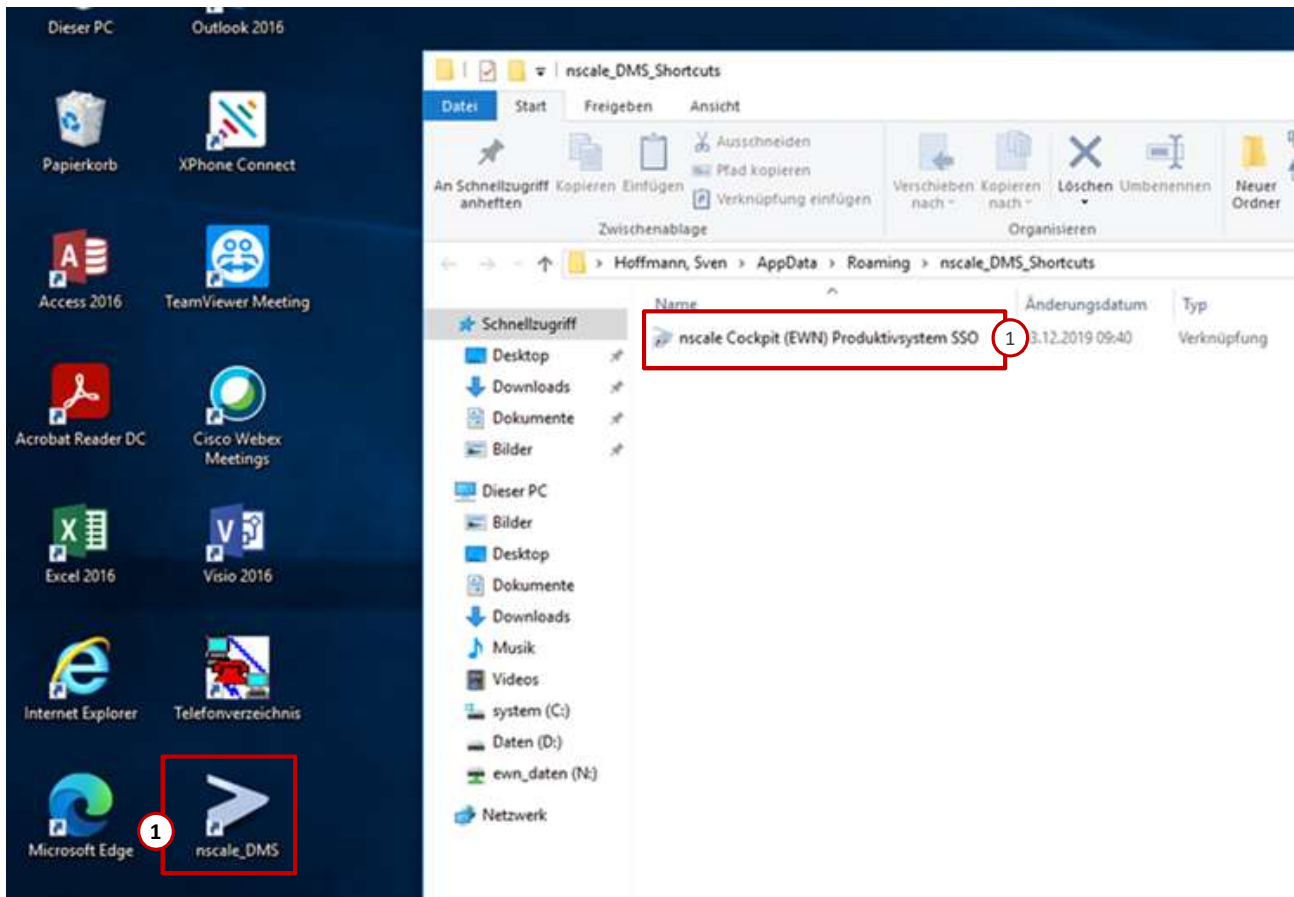 Dieser PC
Outlook 2016
Papierkorb
XPhone Connect
Access 2016
TeamViewer Meeting
Acrobat Reader DC
Cisco Webex
Meetings
Excel 2016
Visio 2016
Internet Explorer
Telefonverzeichnis
Microsoft Edge
1
nscale_DMS
nscale_DMS_Shortcuts
Datei Start Freigeben Ansicht
An Schnellzugriff
anheften
Kopieren
Einfügen
Ausschneiden
Pfad kopieren
Verknüpfung einfügen
Zwischenablage
Verschieben
nach
Kopieren
nach
Löschen
Umbenennen
Organisieren
Neuer
Ordner
Hoffmann, Sven > AppData > Roaming > nscale_DMS_Shortcuts
Name Änderungsdatum Typ
nscale Cockpit (EWN) Produktivsystem SSO 1 3.12.2019 09:40 Verknüpfung
Schnellzugriff
Desktop
Downloads
Dokumente
Bilder
Dieser PC
Bilder
Desktop
Dokumente
Downloads
Musik
Videos
system (C:)
Daten (D:)
ewn_daten (N:)
Netzwerk